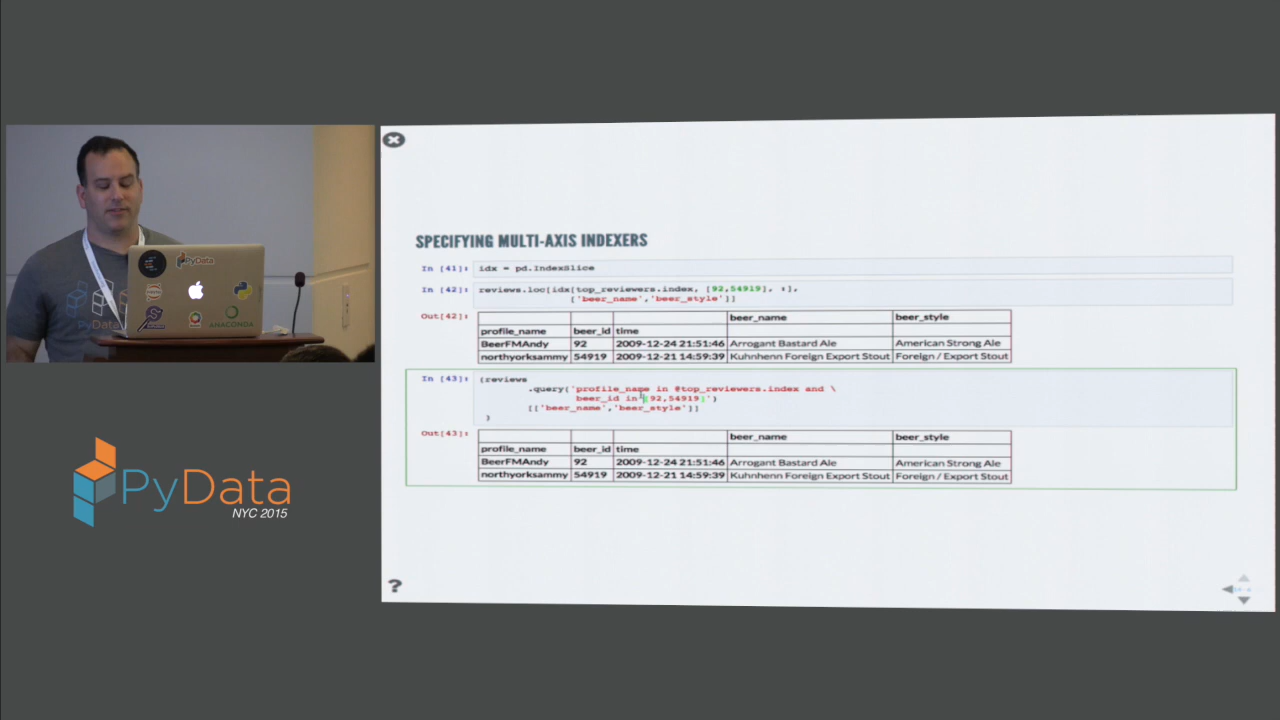 SPECIFYING MULTI-AXIS INDEXERS
In [41]: idx = pd.IndexSlice
In [42]: reviews.loc[idx[top_reviewers.index, [92,54919], :],
['beer_name','beer_style']]
Out[42]:
beer_name beer_style
profile_name beer_id time
BeerFMAndy 92 2009-12-24 21:51:46 Arrogant Bastard Ale American Strong Ale
northyorksammy 54919 2009-12-21 14:59:39 Kuhnhenn Foreign Export Stout Foreign / Export Stout
In [43]: (reviews
.query('profile_name in @top_reviewers.index and \
beer_id in [92,54919]')
[['beer_name','beer_style']]
)
Out[43]:
beer_name beer_style
profile_name beer_id time
BeerFMAndy 92 2009-12-24 21:51:46 Arrogant Bastard Ale American Strong Ale
northyorksammy 54919 2009-12-21 14:59:39 Kuhnhenn Foreign Export Stout Foreign / Export Stout
?
PyData
ANACONDA
PyData
PyData
NYC 2015